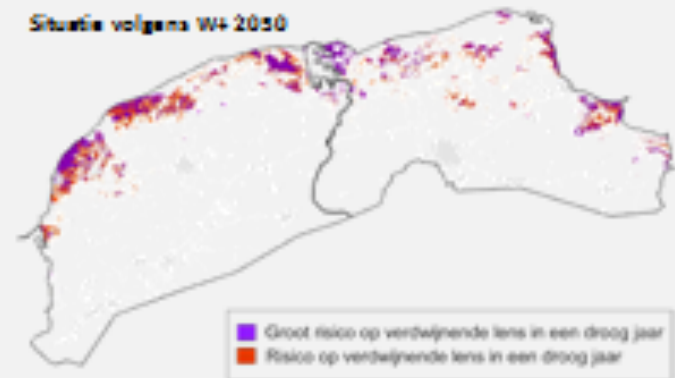 Situatie volgens W+ 2050
Groot risico op verdwijnende lens in een droog jaar
Risico op verdwijnende lens in een droog jaar